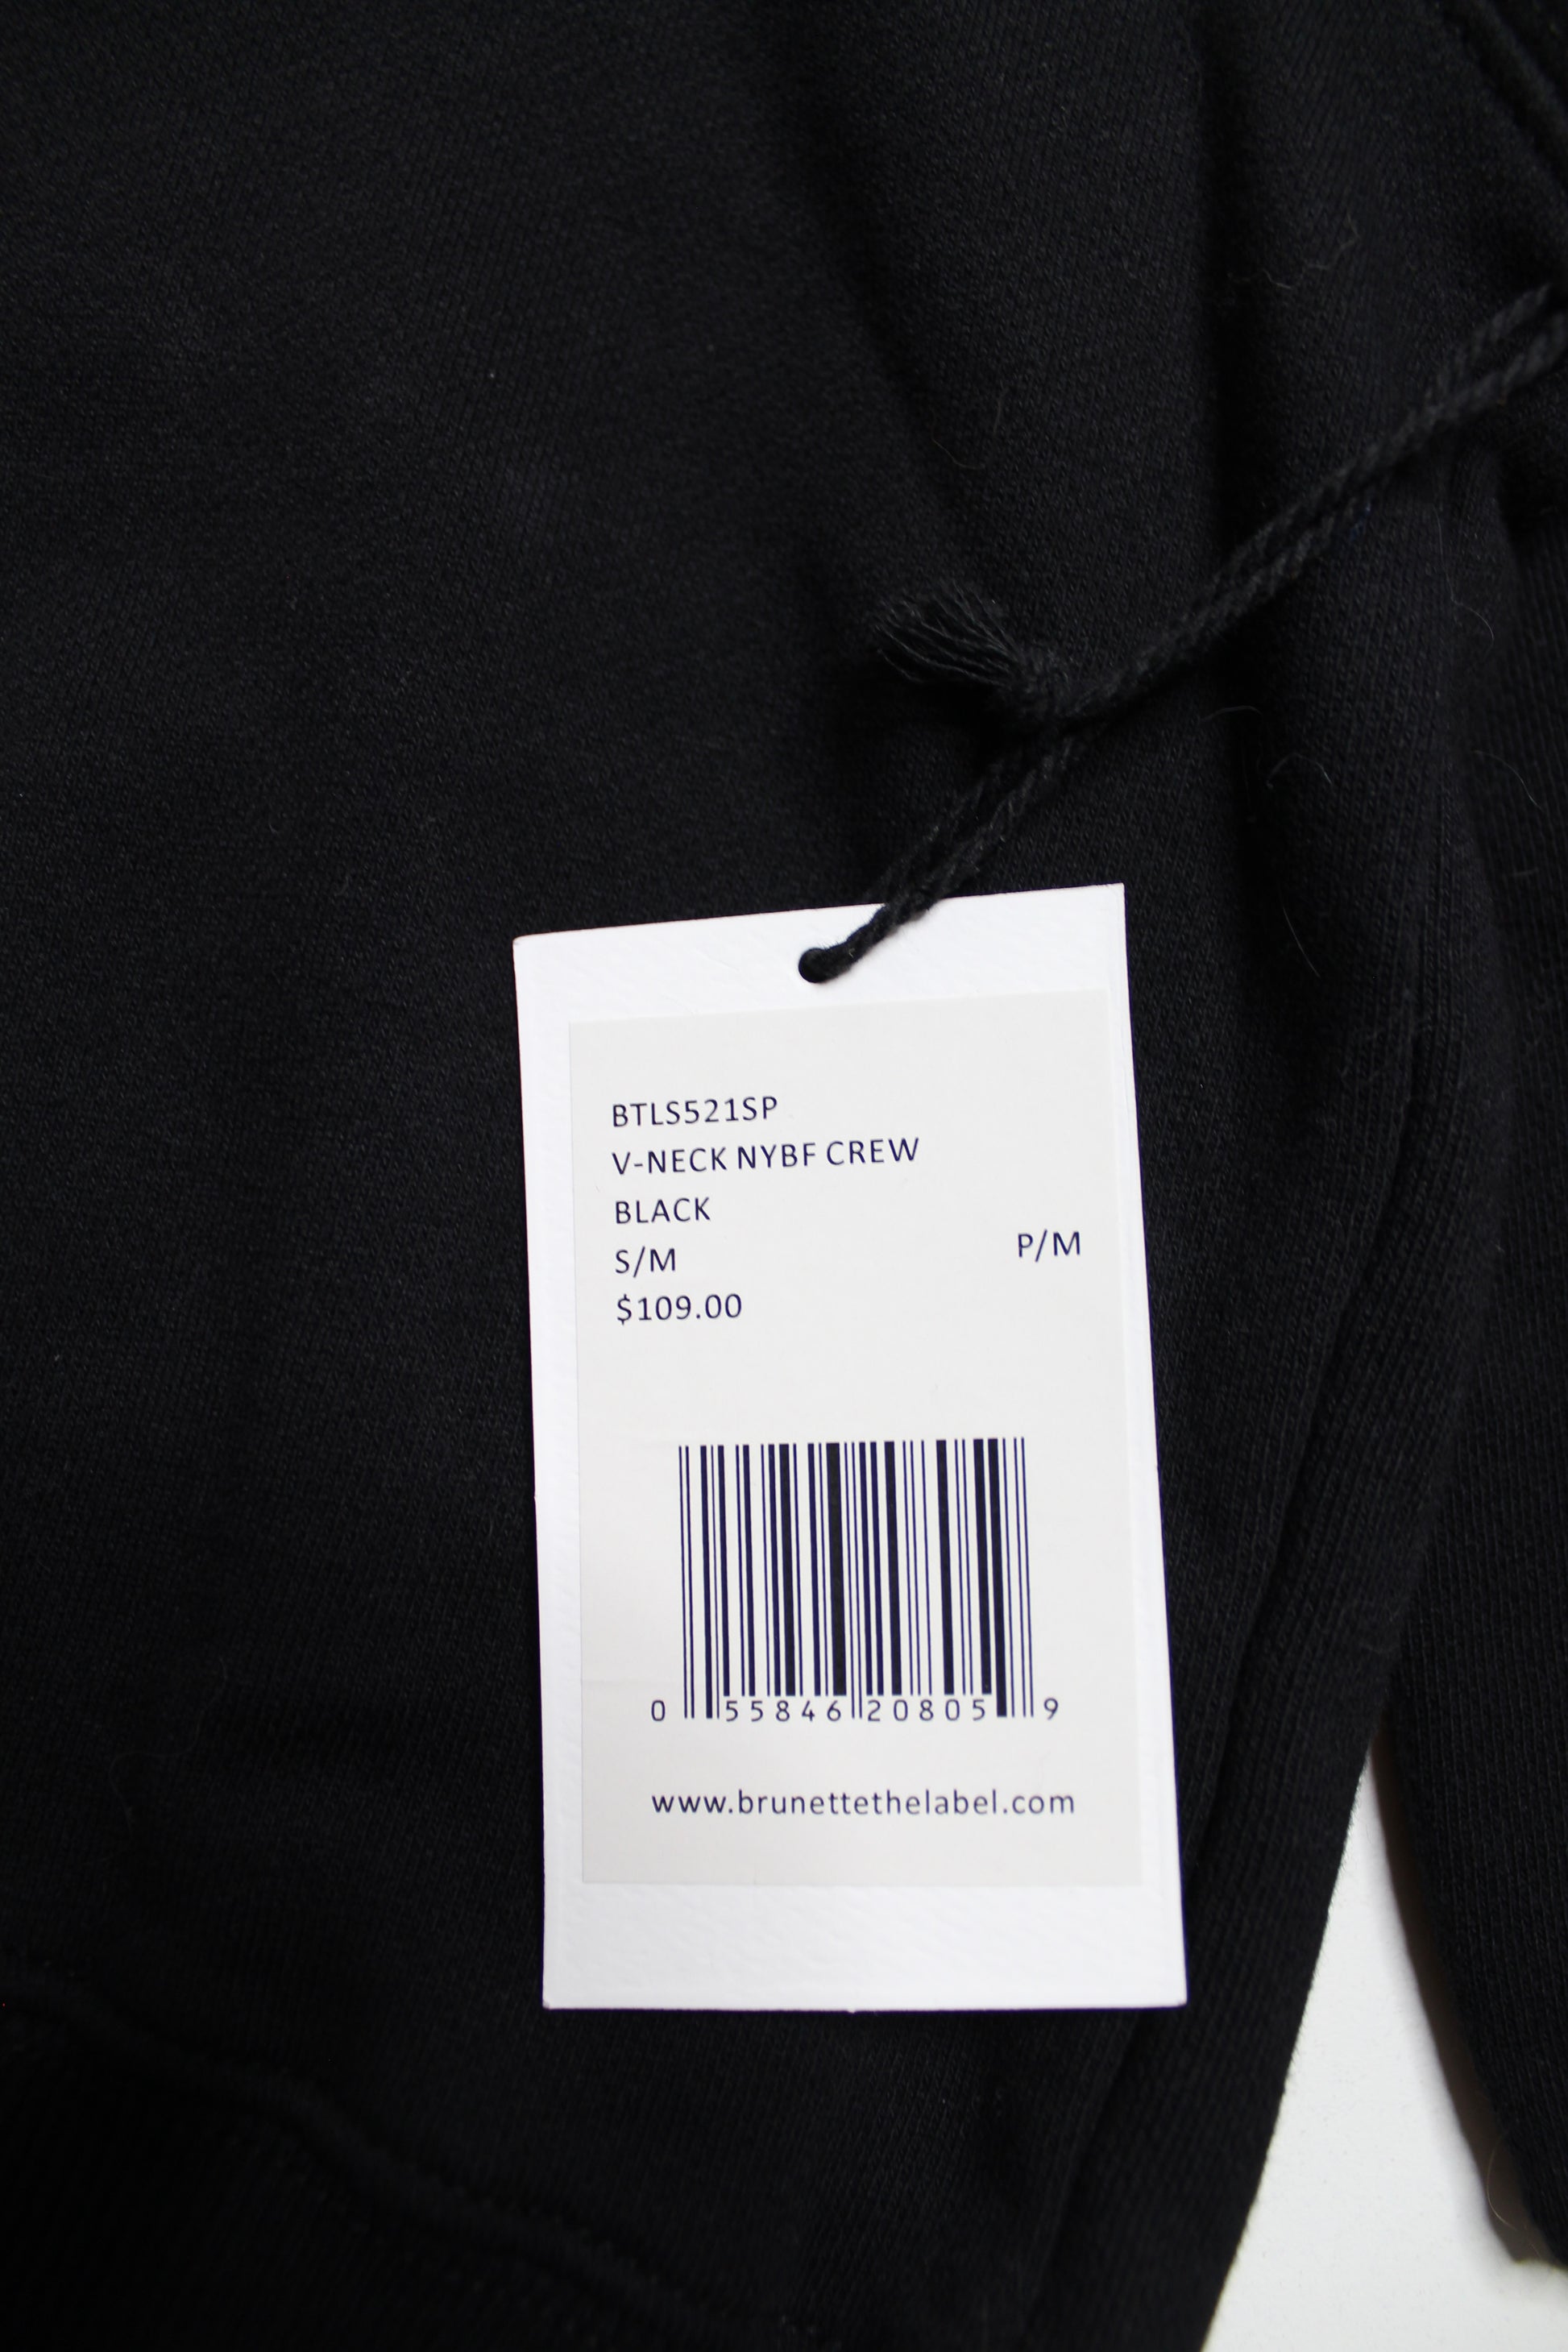 BTLS521SP
V-NECK NYBF CREW
BLACK
S/M P/M
$109.00
0 55846 20805 9
www.brunettethelabel.com